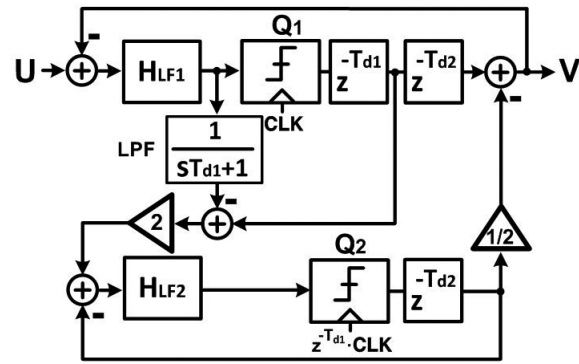 U
-
+
H_LF1
Q1
CLK
z^-Td1
z^-Td2
+
-
V
LPF
1
sTd1+1
-
+
2
1/2
+
-
H_LF2
Q2
z^-Td1·CLK
z^-Td2